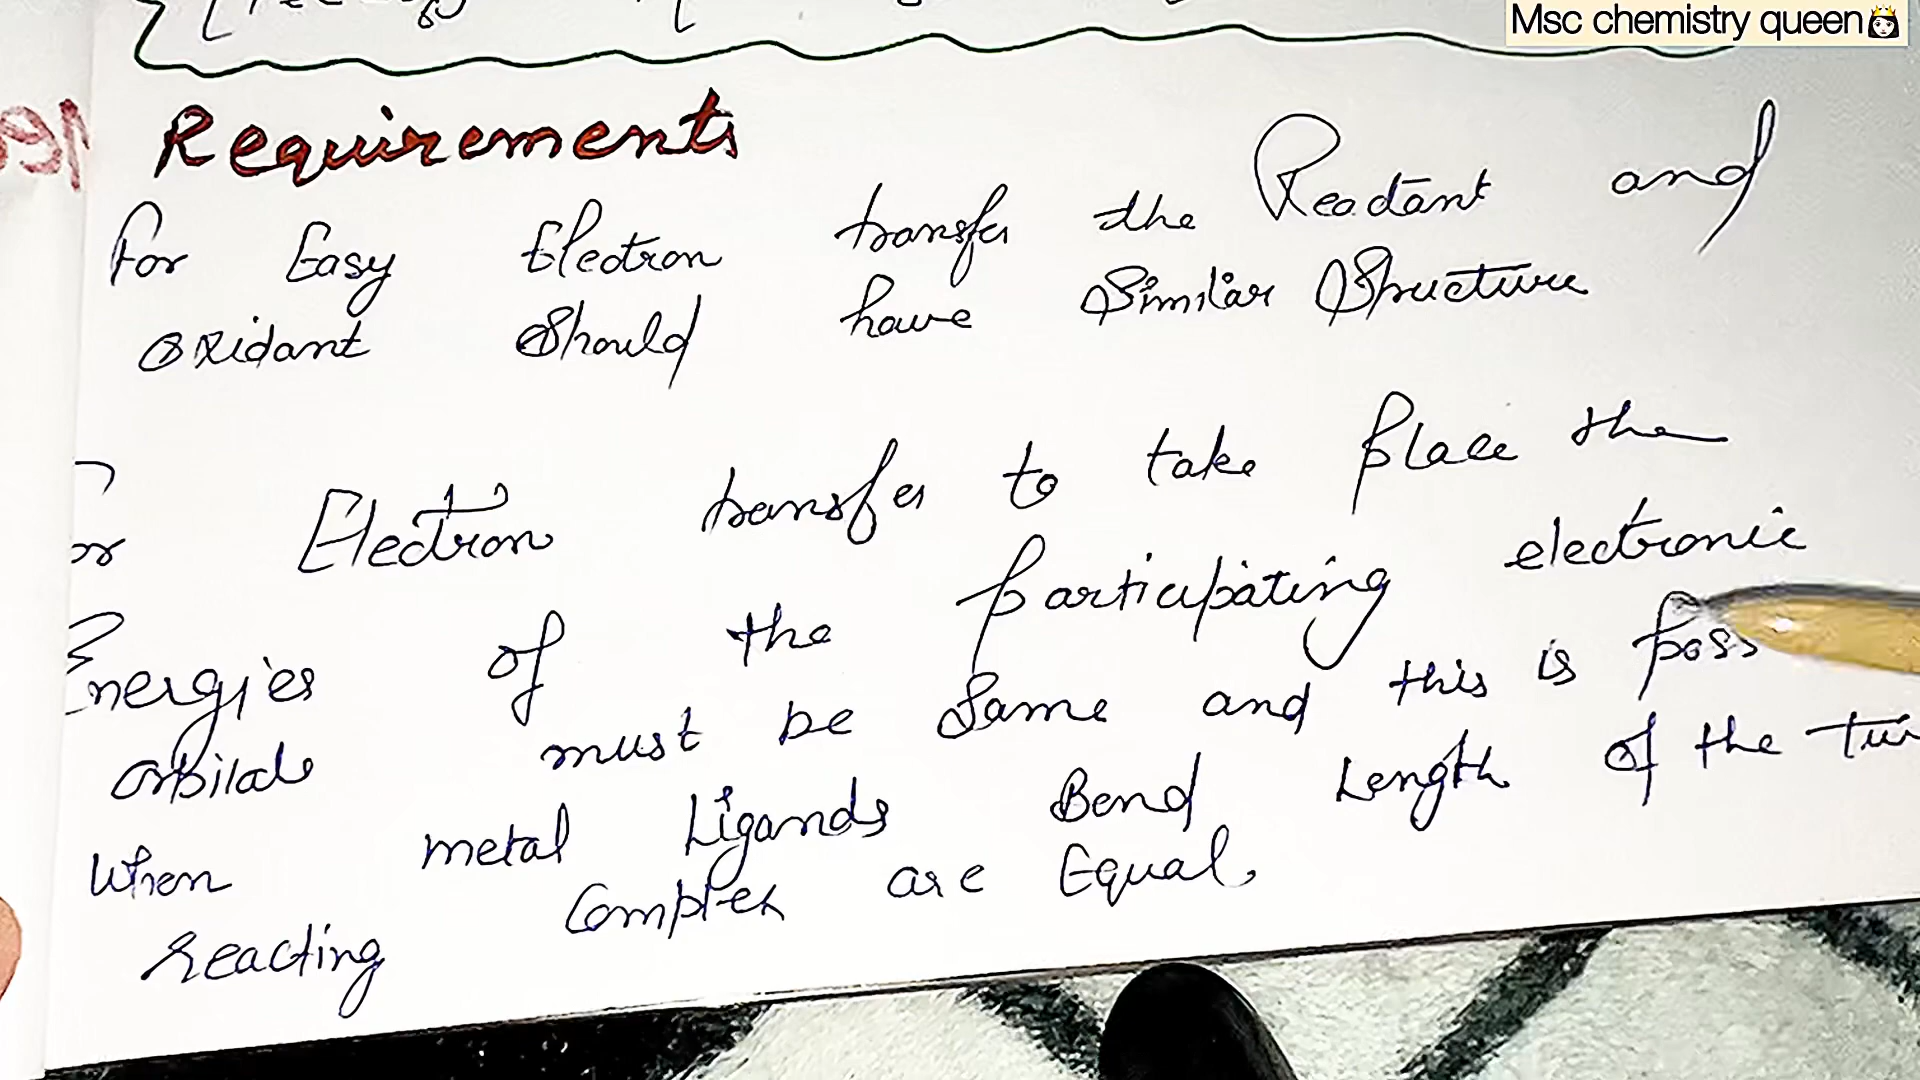 Msc chemistry queen
Requirements
For Easy Electron transfer the Reactant and
oxidant Should have Similar Structure
For Electron transfer to take place the
Energies of the participating electronic
orbitals must be Same and this is poss
When metal Ligands Bond Length of the
reacting Complex are Equal.